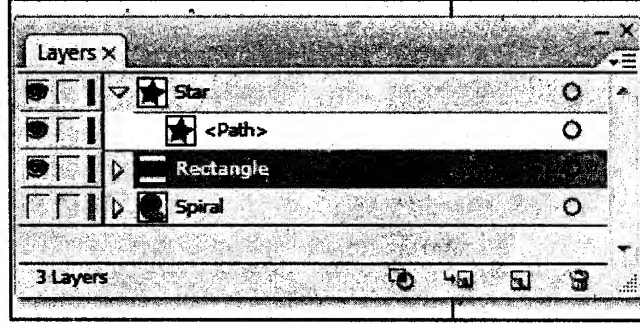 Layers x
Star
<Path>
Rectangle
Spiral
3 Layers